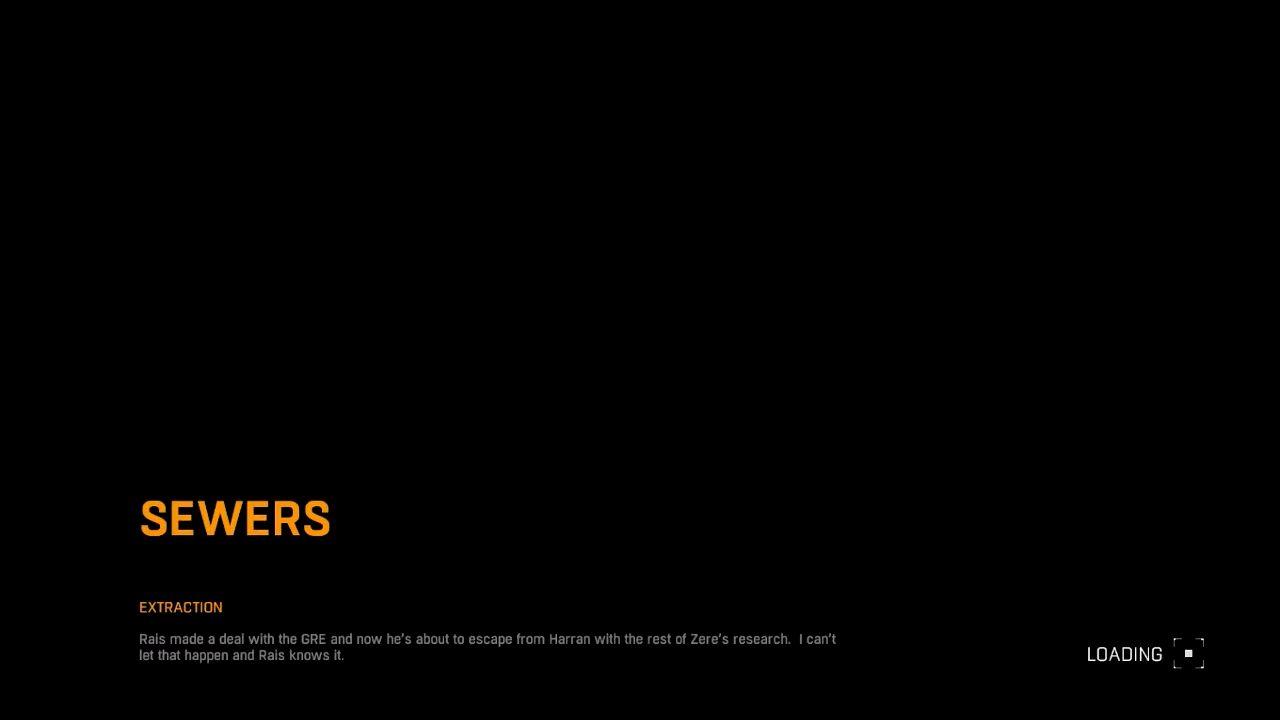 SEWERS
EXTRACTION
Rais made a deal with the GRE and now he's about to escape from Harran with the rest of Zere's research.  I can't
let that happen and Rais knows it.
LOADING